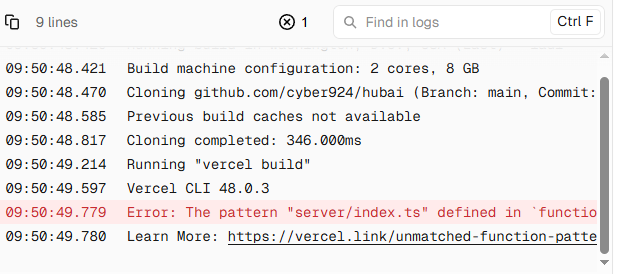 9 lines
1
Find in logs
Ctrl F
09:50:48.421 Build machine configuration: 2 cores, 8 GB
09:50:48.470 Cloning github.com/cyber924/hubai (Branch: main, Commit:
09:50:48.585 Previous build caches not available
09:50:48.817 Cloning completed: 346.000ms
09:50:49.214 Running "vercel build"
09:50:49.597 Vercel CLI 48.0.3
09:50:49.779 Error: The pattern "server/index.ts" defined in `functio
09:50:49.780 Learn More: https://vercel.link/unmatched-function-patte